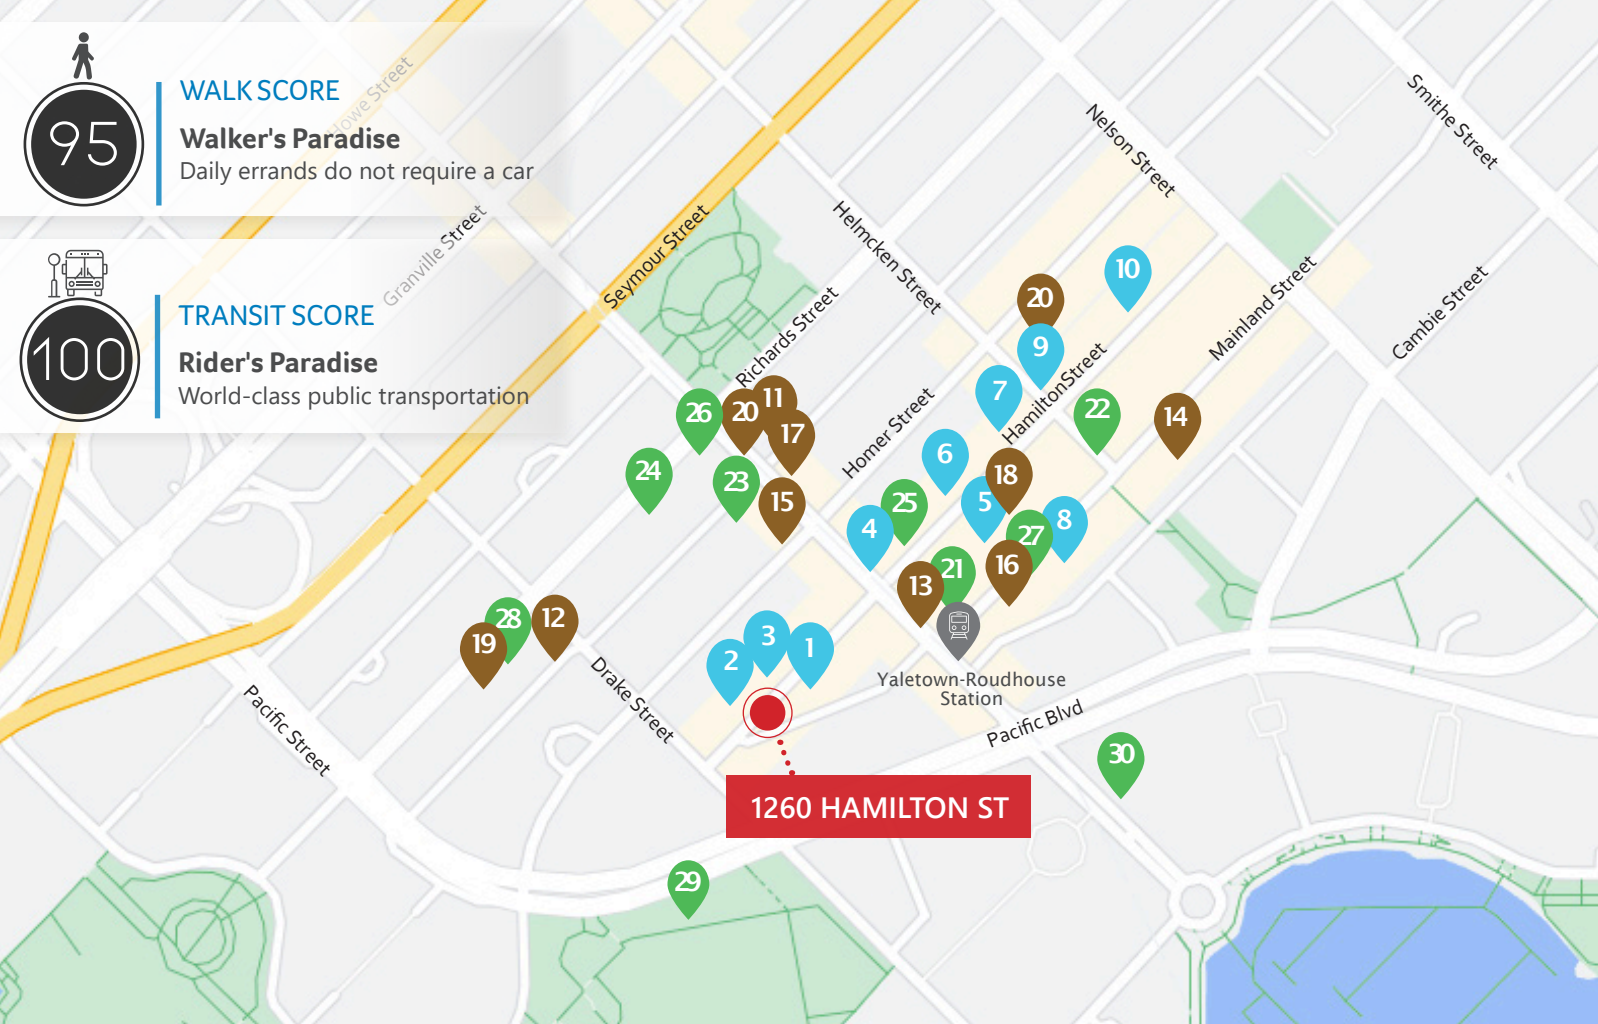 WALK SCORE
95
Walker's Paradise
Daily errands do not require a car
TRANSIT SCORE
100
Rider's Paradise
World-class public transportation
Howe Street
Granville Street
Seymour Street
Richards Street
Helmcken Street
Homer Street
Nelson Street
Smithe Street
HamiltonStreet
Mainland Street
Cambie Street
10
20
9
7
22
14
11
26
20
17
6
18
24
23
15
25
5
8
4
27
16
21
13
28
12
19
3
1
2
Yaletown-Roudhouse
Station
Drake Street
Pacific Street
Pacific Blvd
30
1260 HAMILTON ST
29